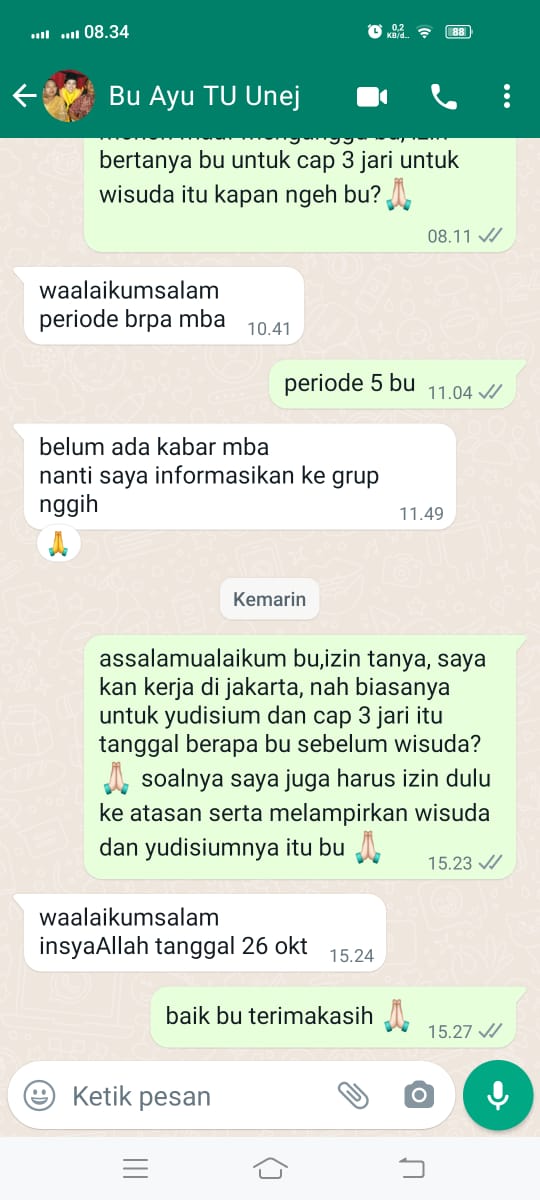 08.34
0,2
KB/d..
88
Bu Ayu TU Unej
bertanya bu untuk cap 3 jari untuk
wisuda itu kapan ngeh bu?🙏🏻
08.11
waalaikumsalam
periode brpa mba
10.41
periode 5 bu
11.04
belum ada kabar mba
nanti saya informasikan ke grup
nggih
11.49
🙏
Kemarin
assalamualaikum bu,izin tanya, saya
kan kerja di jakarta, nah biasanya
untuk yudisium dan cap 3 jari itu
tanggal berapa bu sebelum wisuda?
🙏🏻 soalnya saya juga harus izin dulu
ke atasan serta melampirkan wisuda
dan yudisiumnya itu bu 🙏🏻
15.23
waalaikumsalam
insyaAllah tanggal 26 okt
15.24
baik bu terimakasih 🙏🏻
15.27
Ketik pesan